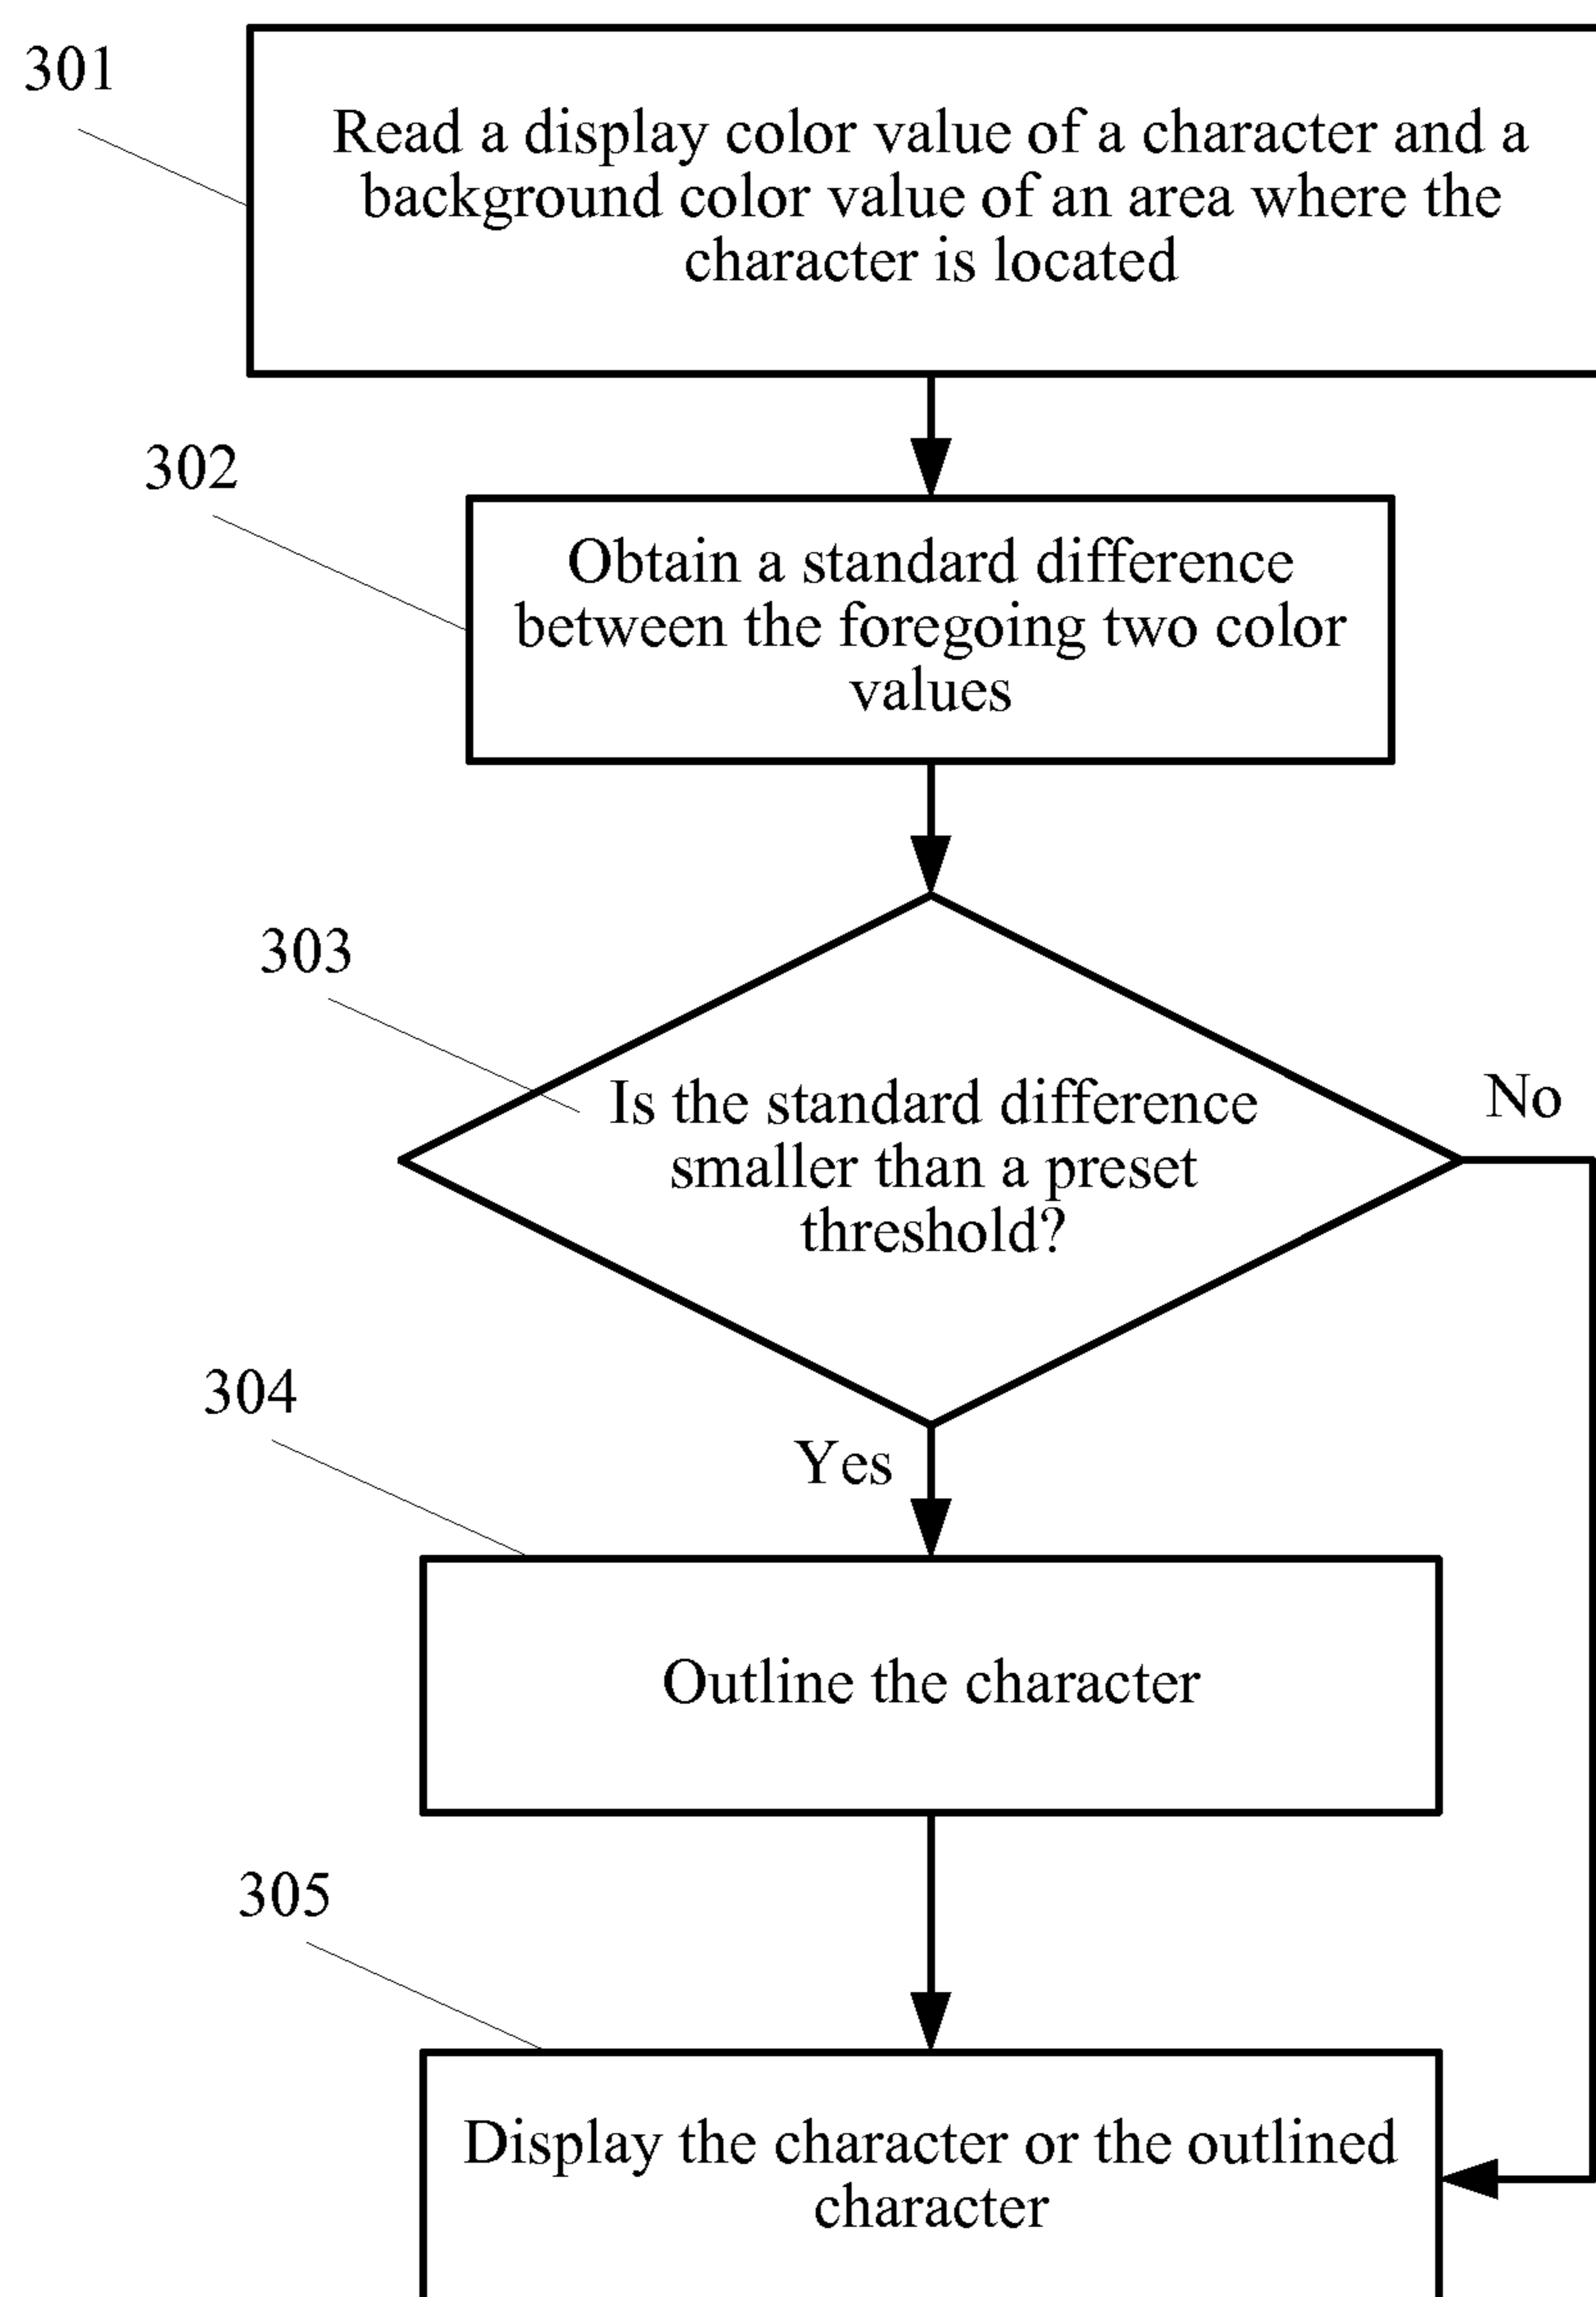 301
Read a display color value of a character and a
background color value of an area where the
character is located
302
Obtain a standard difference
between the foregoing two color
values
303
Is the standard difference
smaller than a preset
threshold?
No
Yes
304
Outline the character
305
Display the character or the outlined
character